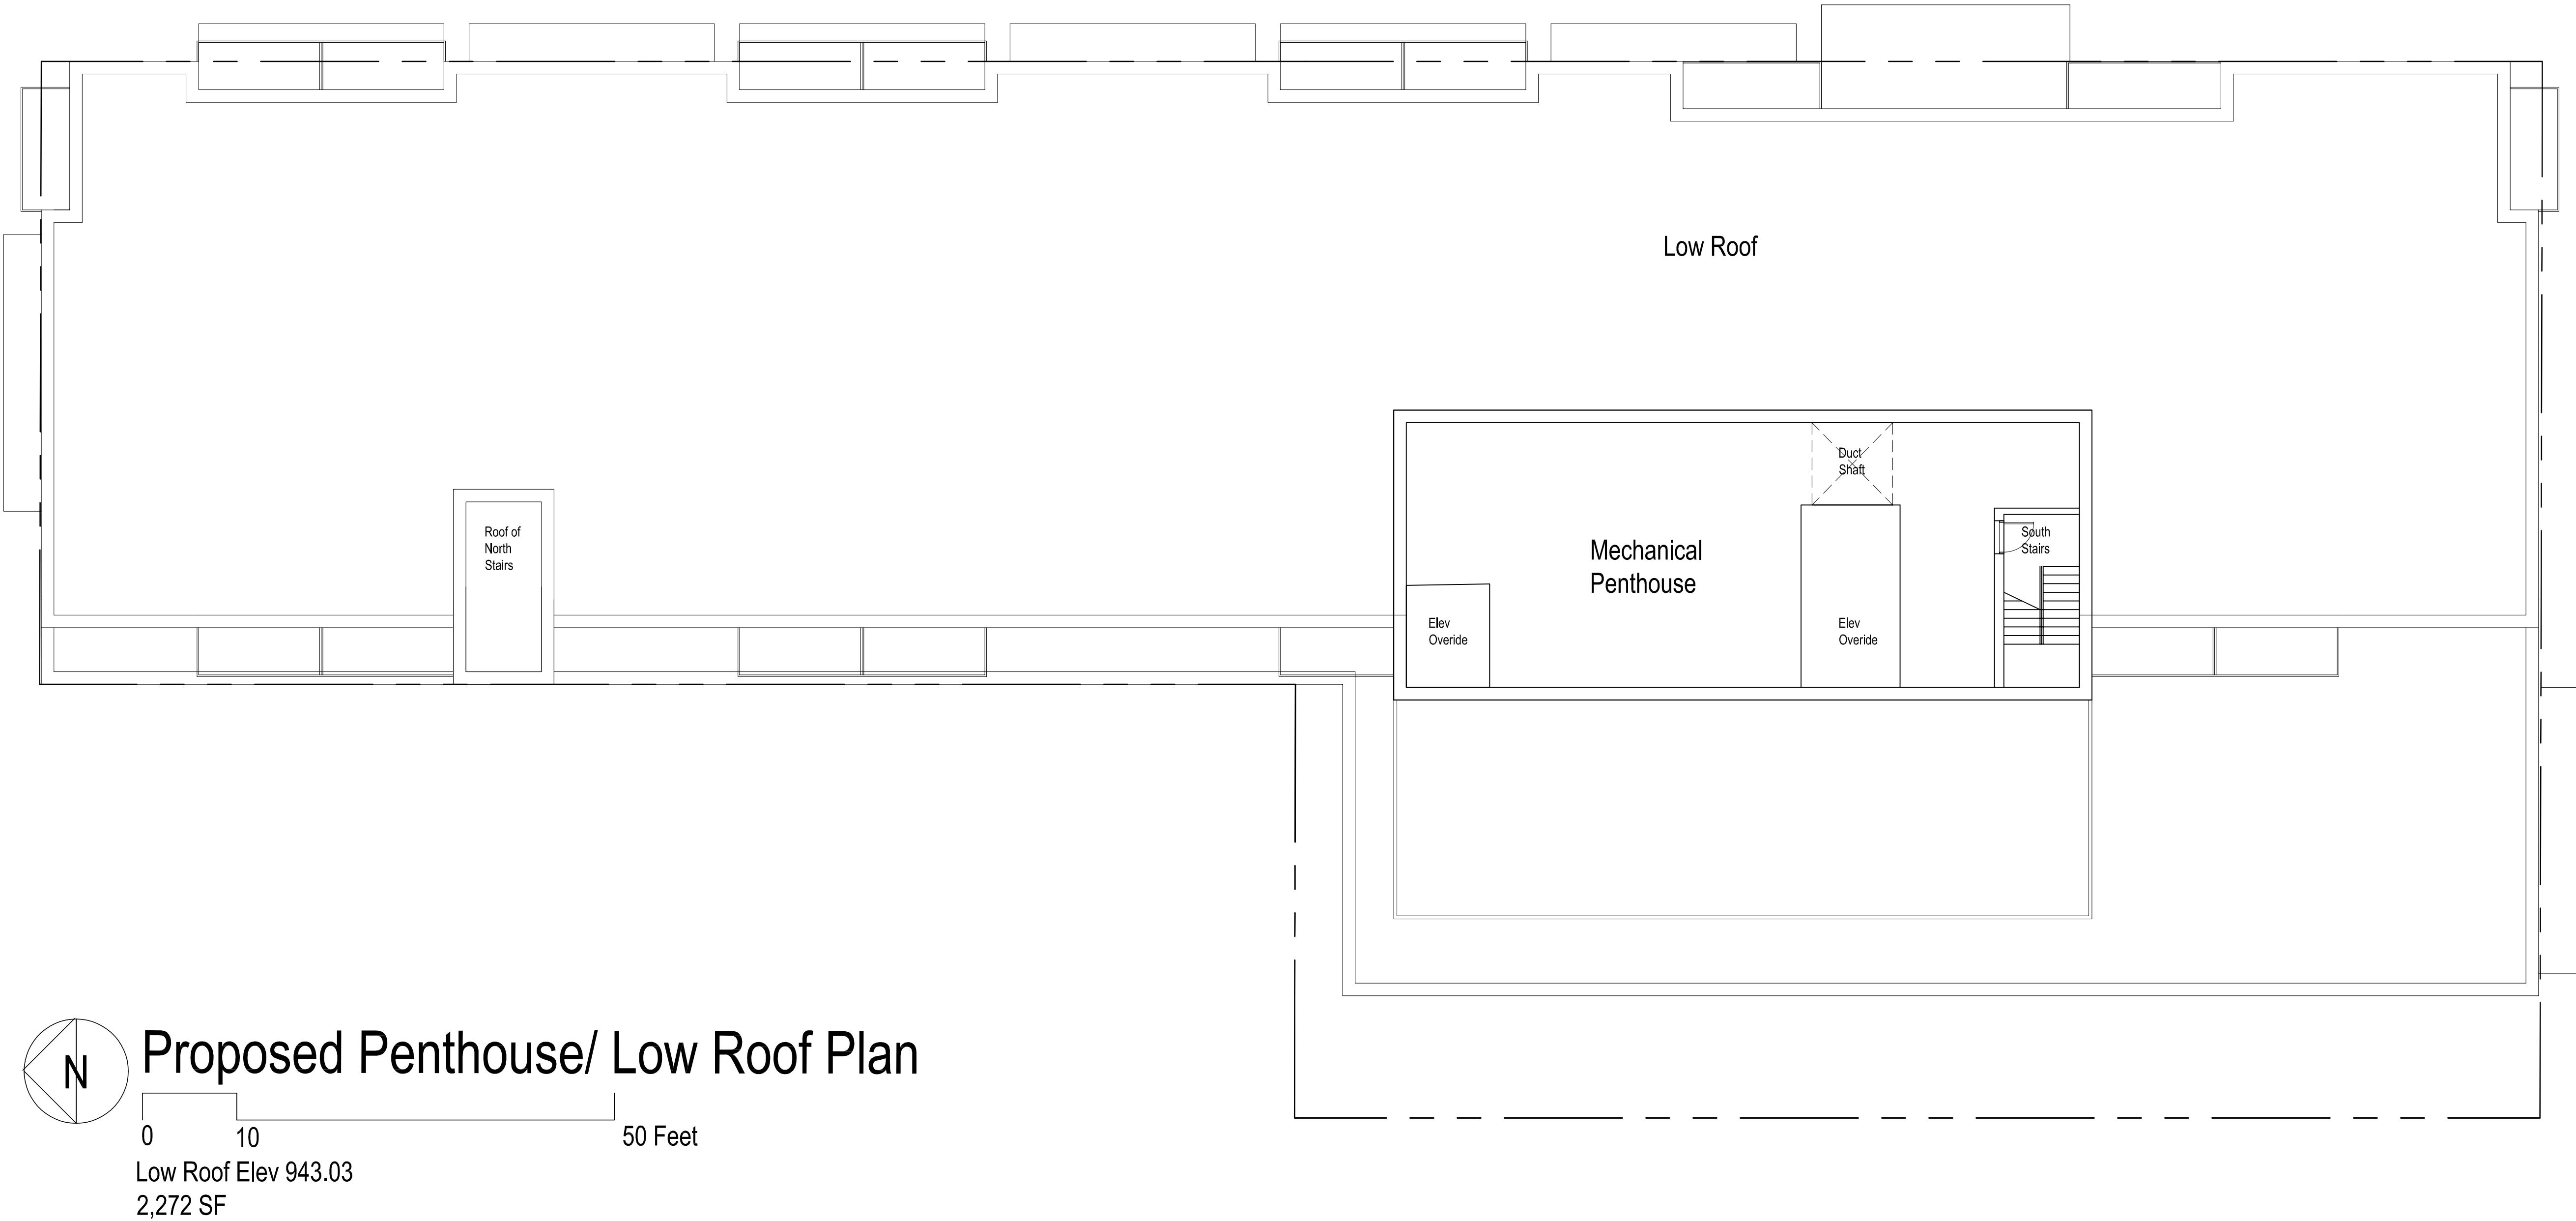 Low Roof
Duct
Shaft
Roof of
North
Stairs
South
Stairs
Mechanical
Penthouse
Elev
Overide
Elev
Overide
N
Proposed Penthouse/ Low Roof Plan
0
10
50 Feet
Low Roof Elev 943.03
2,272 SF